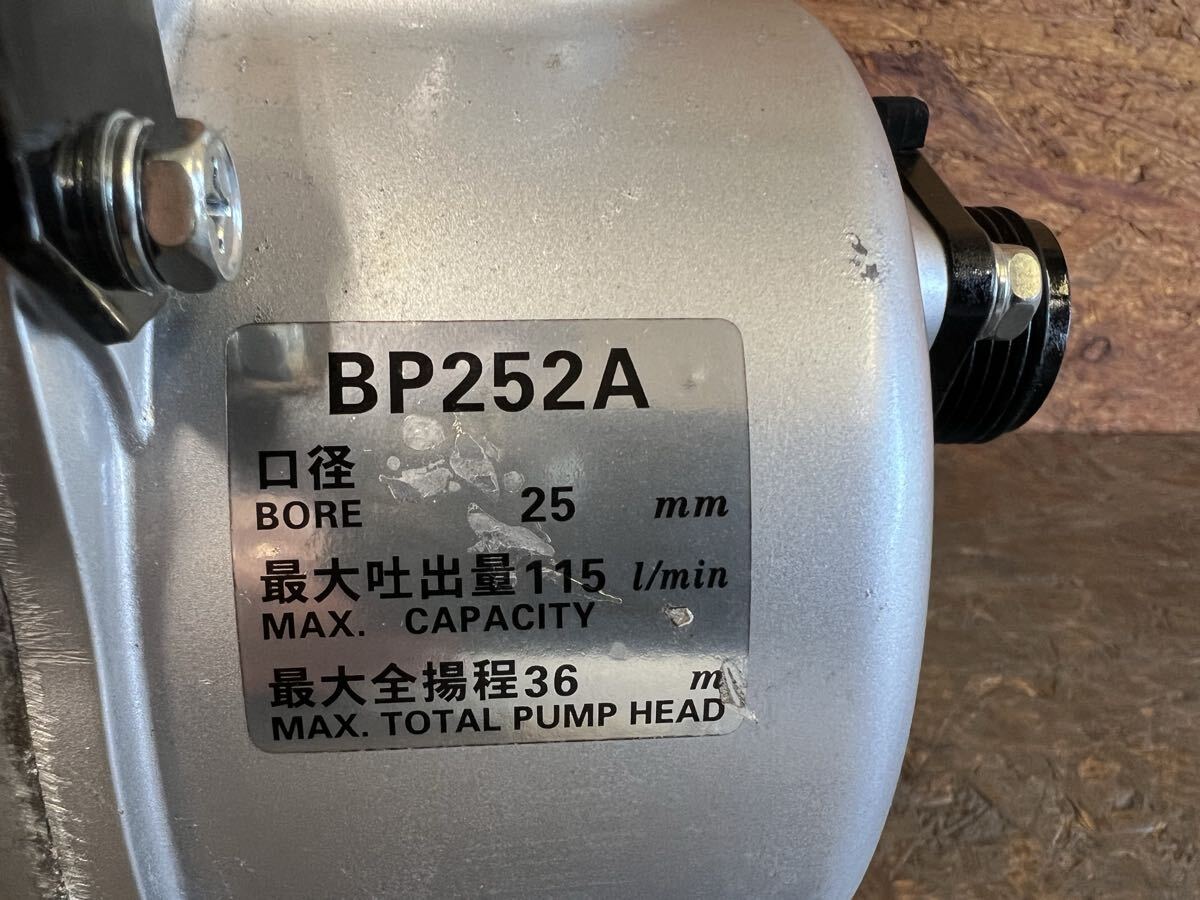 BP252A
口径
BORE 25 mm
最大吐出量115 l/min
MAX. CAPACITY
最大全揚程36 m
MAX. TOTAL PUMP HEAD